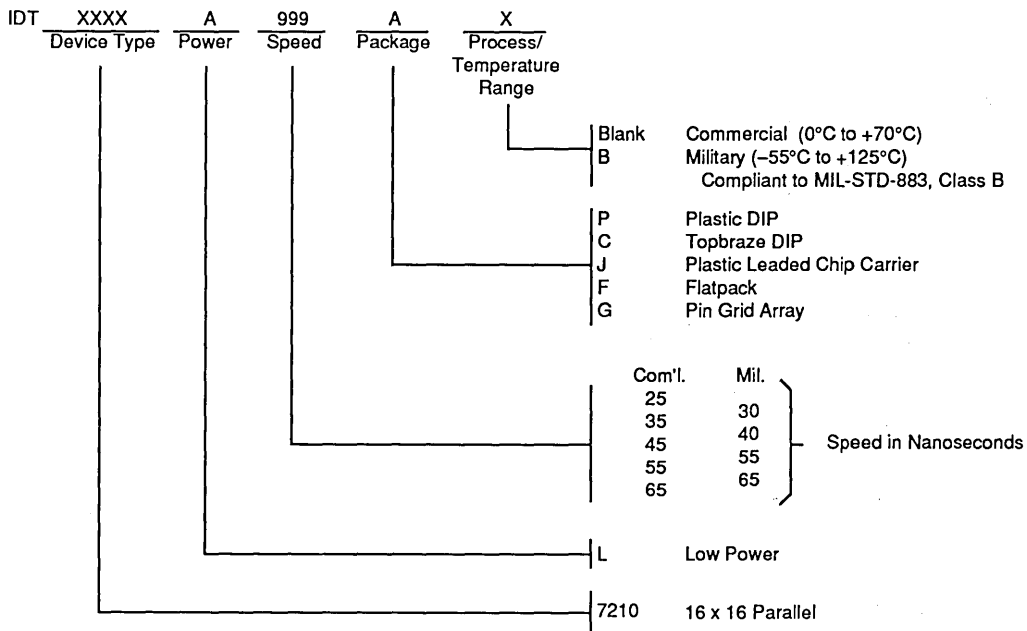 IDT XXXX A 999 A X
Device Type Power Speed Package Process/
Temperature
Range
Blank Commercial (0°C to +70°C)
B Military (–55°C to +125°C)
Compliant to MIL-STD-883, Class B
P Plastic DIP
C Topbraze DIP
J Plastic Leaded Chip Carrier
F Flatpack
G Pin Grid Array
Com'l. Mil.
25
30
35
40
45
55
55
65
65
Speed in Nanoseconds
L Low Power
7210 16 x 16 Parallel